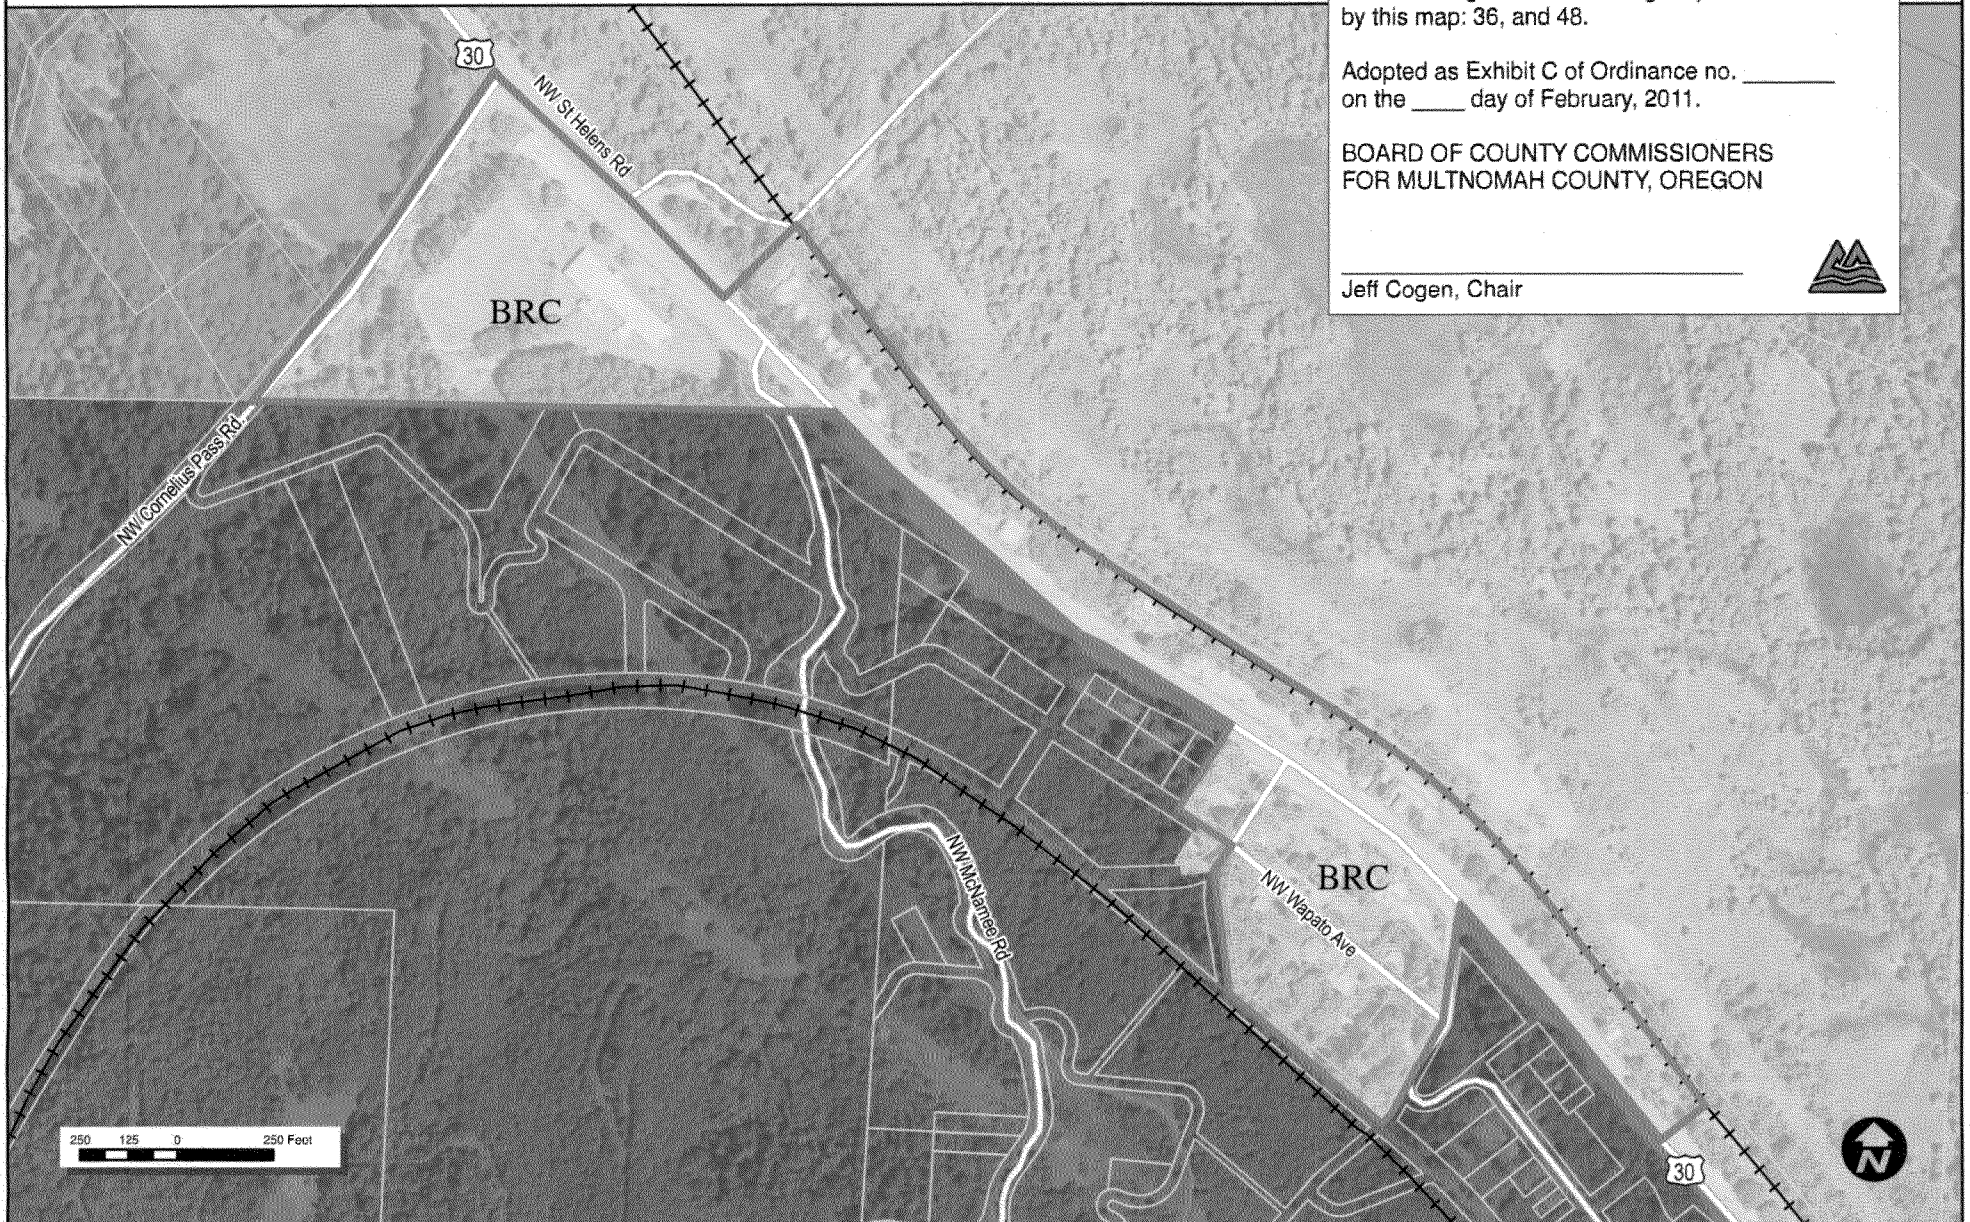 by this map: 36, and 48.
Adopted as Exhibit C of Ordinance no. ________
on the ____ day of February, 2011.
BOARD OF COUNTY COMMISSIONERS
FOR MULTNOMAH COUNTY, OREGON
Jeff Cogen, Chair
30
NW St Helens Rd
BRC
NW Cornelius Pass Rd.
BRC
NW Wapato Ave
NW McNamee Rd
250 125 0 250 Feet
30
N